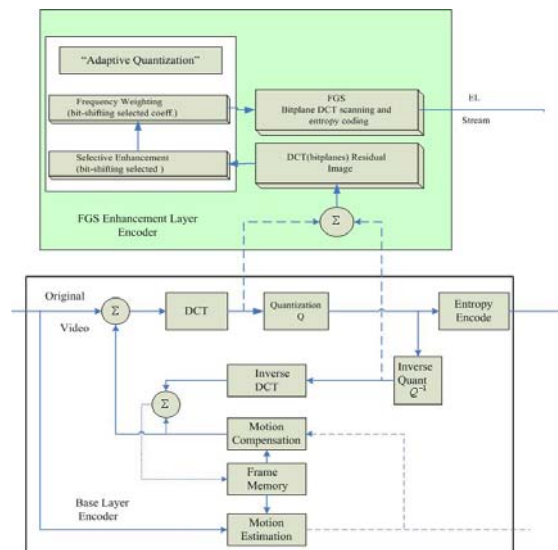 “Adaptive Quantization”
Frequency Weighting
(bit-shifting selected coeff.)
FGS
Bitplane DCT scanning and
entropy coding
EL
Stream
Selective Enhancement
(bit-shifting selected )
DCT(bitplanes) Residual
Image
FGS Enhancement Layer
Encoder
Σ
Original
Video
Σ
DCT
Quantization
Q
Entropy
Encode
Inverse
DCT
Inverse
Quant
Q⁻¹
Σ
Motion
Compensation
Frame
Memory
Base Layer
Encoder
Motion
Estimation